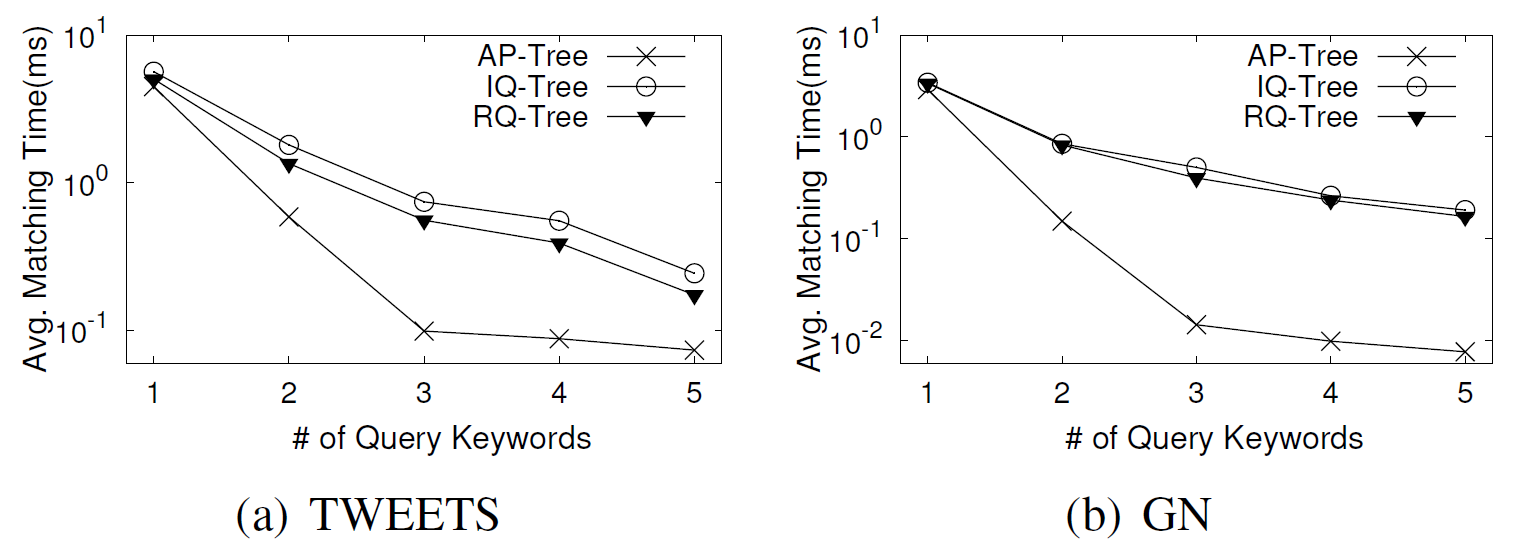 Avg. Matching Time(ms)
10^1
10^0
10^-1
AP-Tree
IQ-Tree
RQ-Tree
1 2 3 4 5
# of Query Keywords
(a) TWEETS
Avg. Matching Time(ms)
10^1
10^0
10^-1
10^-2
AP-Tree
IQ-Tree
RQ-Tree
1 2 3 4 5
# of Query Keywords
(b) GN